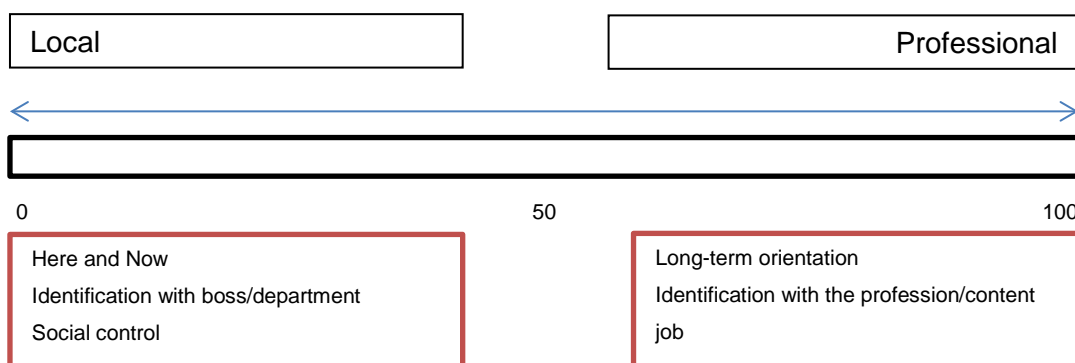 Local
Professional
0
50
100
Here and Now
Identification with boss/department
Social control
Long-term orientation
Identification with the profession/content
job